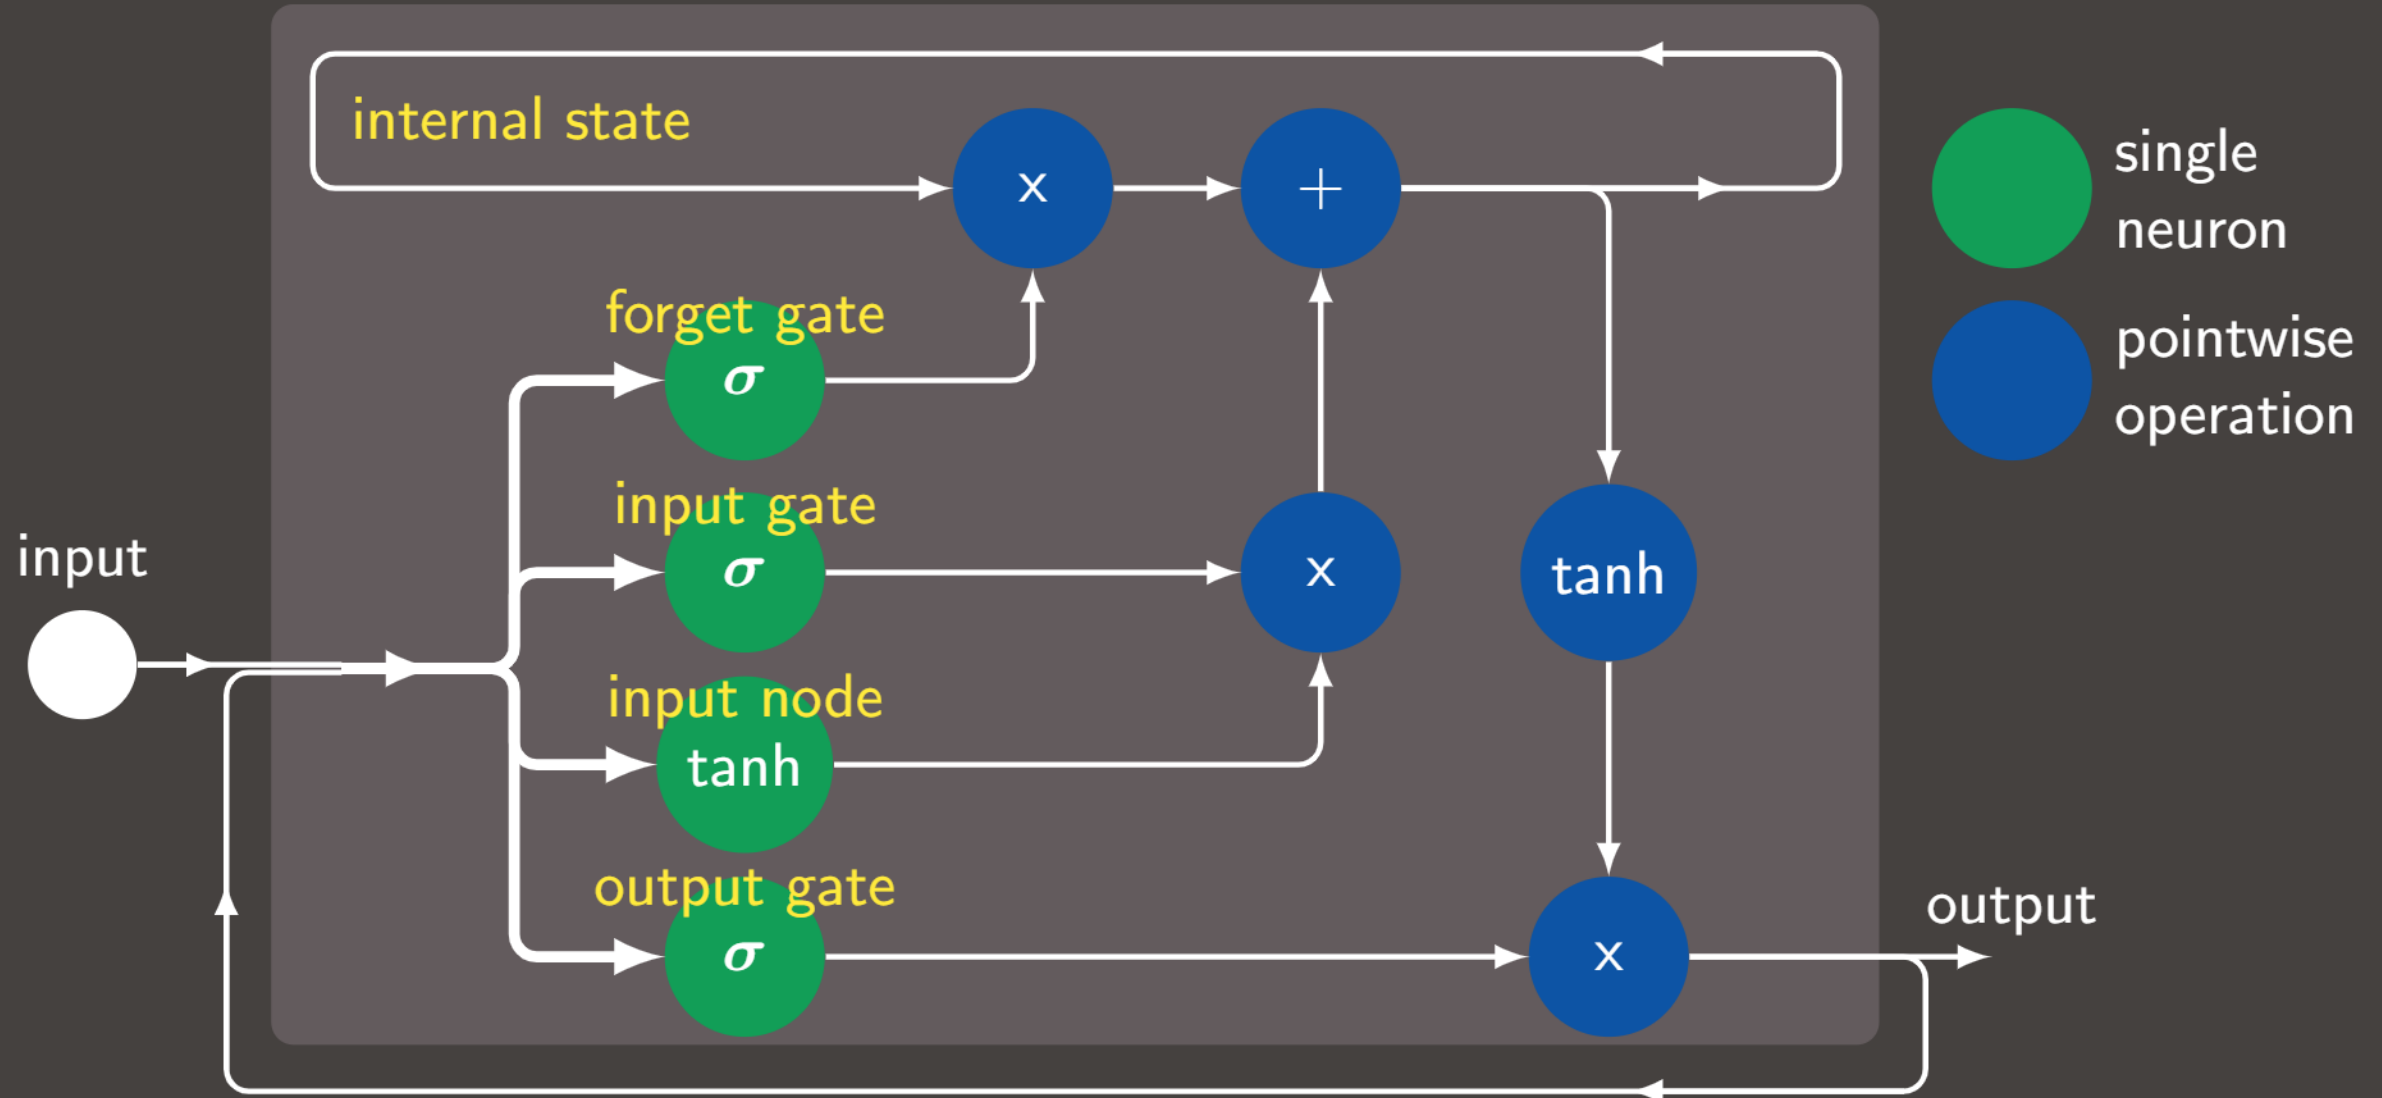 internal state
x
+
single
neuron
forget gate
σ
pointwise
operation
input gate
σ
x
tanh
input
input node
tanh
output gate
σ
x
output